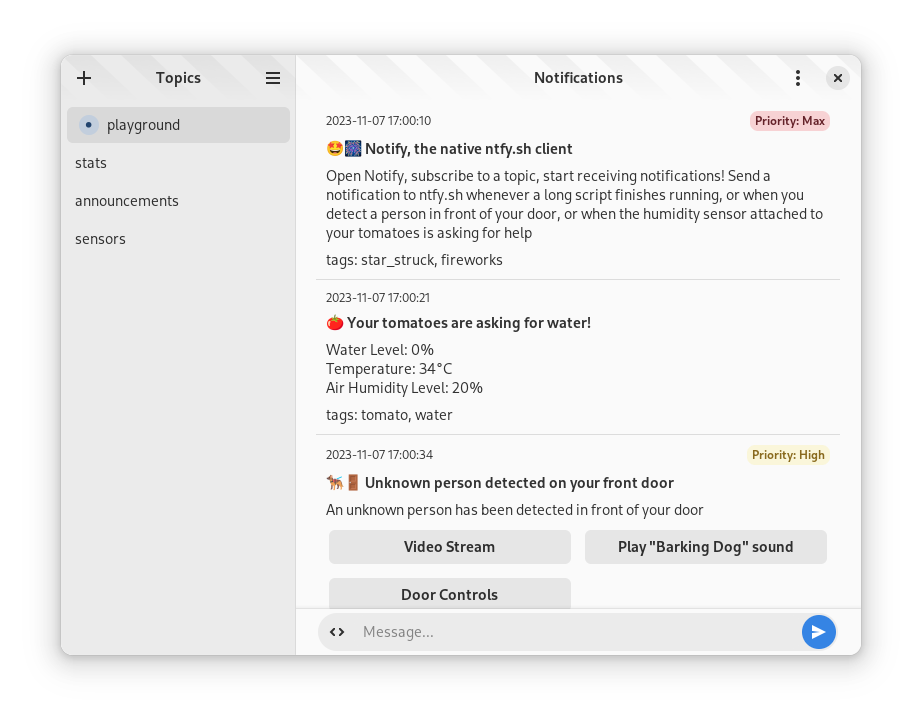 Topics
playground
stats
announcements
sensors
Notifications
2023-11-07 17:00:10
Priority: Max
🤩🎆 Notify, the native ntfy.sh client
Open Notify, subscribe to a topic, start receiving notifications! Send a
notification to ntfy.sh whenever a long script finishes running, or when you
detect a person in front of your door, or when the humidity sensor attached to
your tomatoes is asking for help
tags: star_struck, fireworks
2023-11-07 17:00:21
🍅 Your tomatoes are asking for water!
Water Level: 0%
Temperature: 34°C
Air Humidity Level: 20%
tags: tomato, water
2023-11-07 17:00:34
Priority: High
🐕‍🦺🚪 Unknown person detected on your front door
An unknown person has been detected in front of your door
Video Stream
Play "Barking Dog" sound
Door Controls
Message...